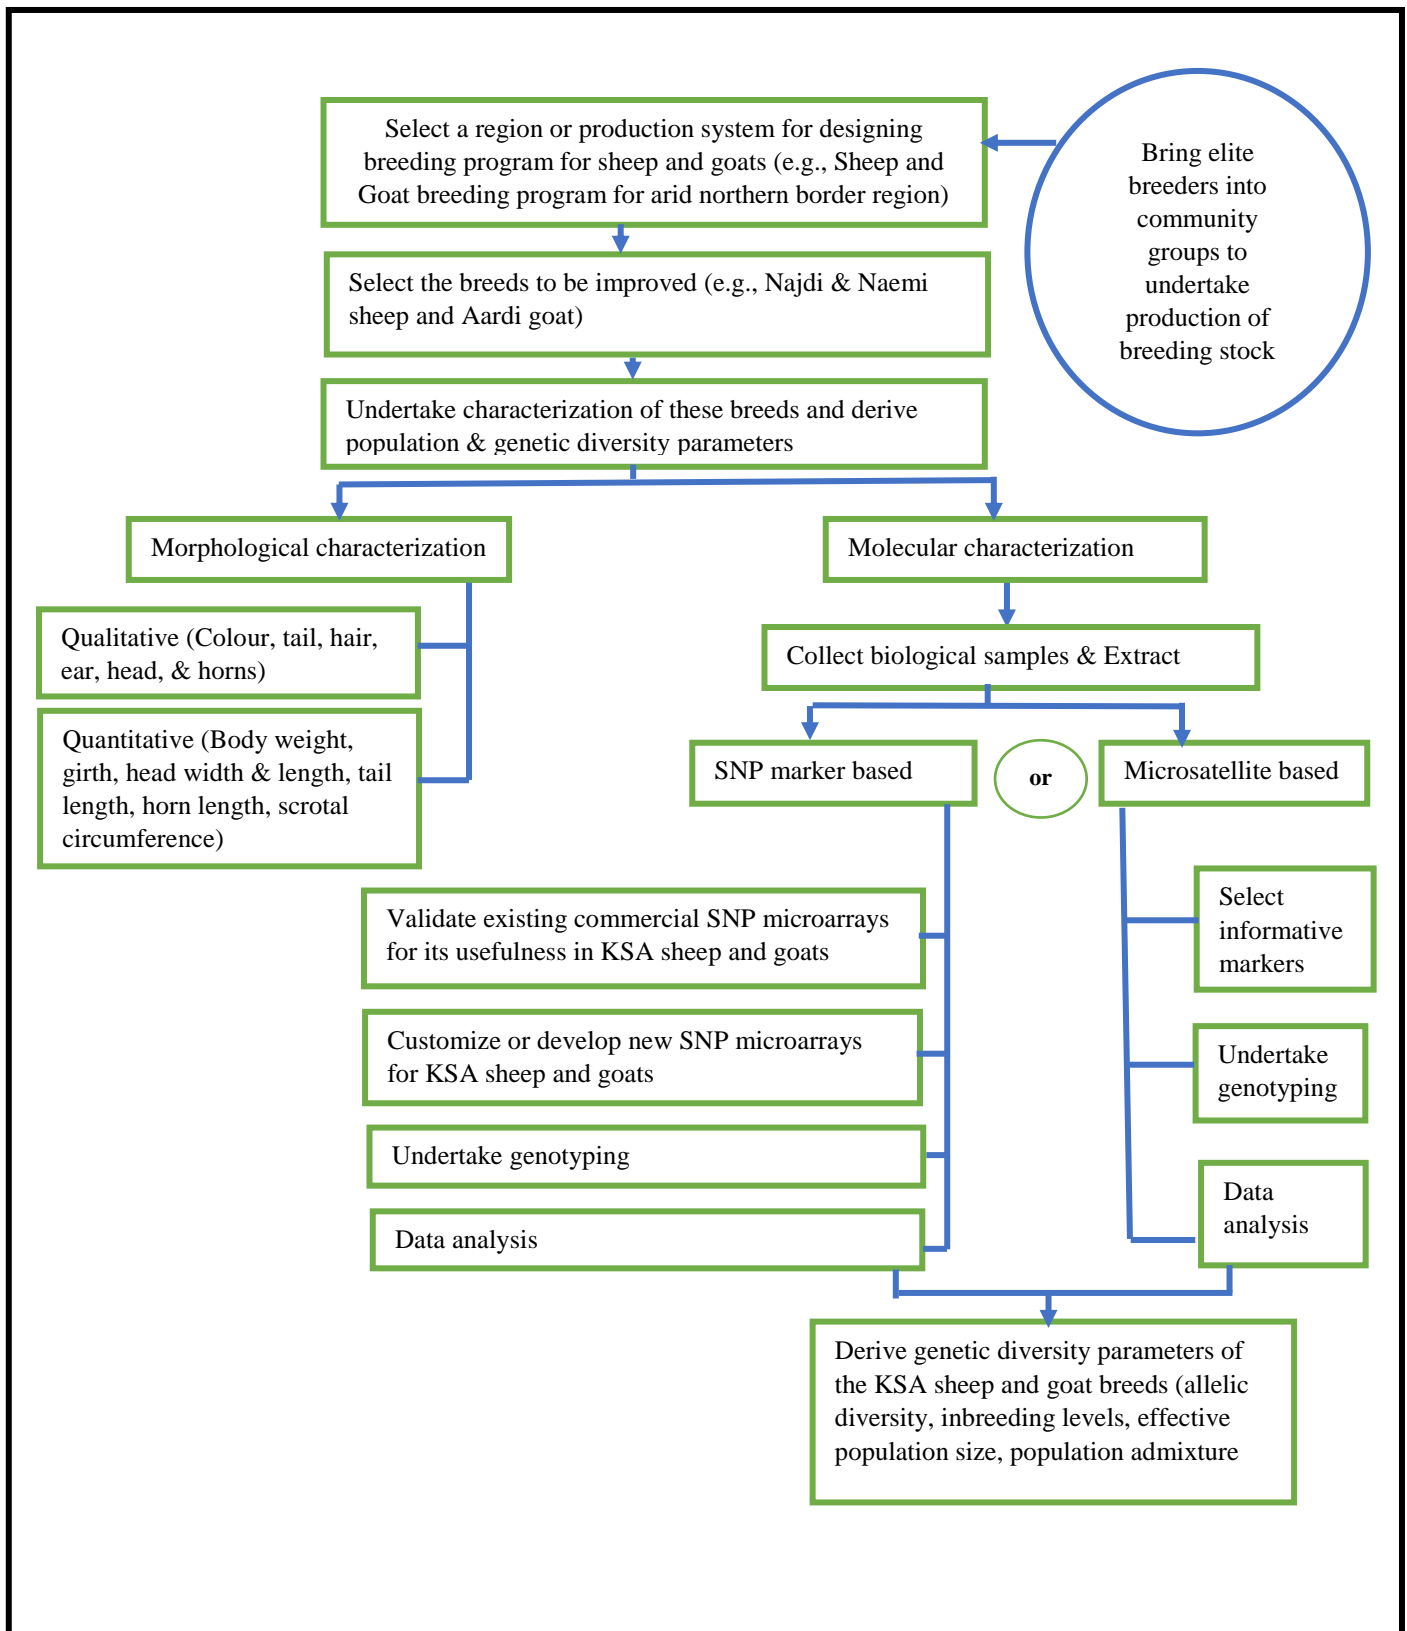 Select a region or production system for designing
breeding program for sheep and goats (e.g., Sheep and
Goat breeding program for arid northern border region)
Bring elite
breeders into
community
groups to
undertake
production of
breeding stock
Select the breeds to be improved (e.g., Najdi & Naemi
sheep and Aardi goat)
Undertake characterization of these breeds and derive
population & genetic diversity parameters
Morphological characterization
Molecular characterization
Qualitative (Colour, tail, hair,
ear, head, & horns)
Quantitative (Body weight,
girth, head width & length, tail
length, horn length, scrotal
circumference)
Collect biological samples & Extract
SNP marker based
or
Microsatellite based
Validate existing commercial SNP microarrays
for its usefulness in KSA sheep and goats
Customize or develop new SNP microarrays
for KSA sheep and goats
Undertake genotyping
Data analysis
Select
informative
markers
Undertake
genotyping
Data
analysis
Derive genetic diversity parameters of
the KSA sheep and goat breeds (allelic
diversity, inbreeding levels, effective
population size, population admixture